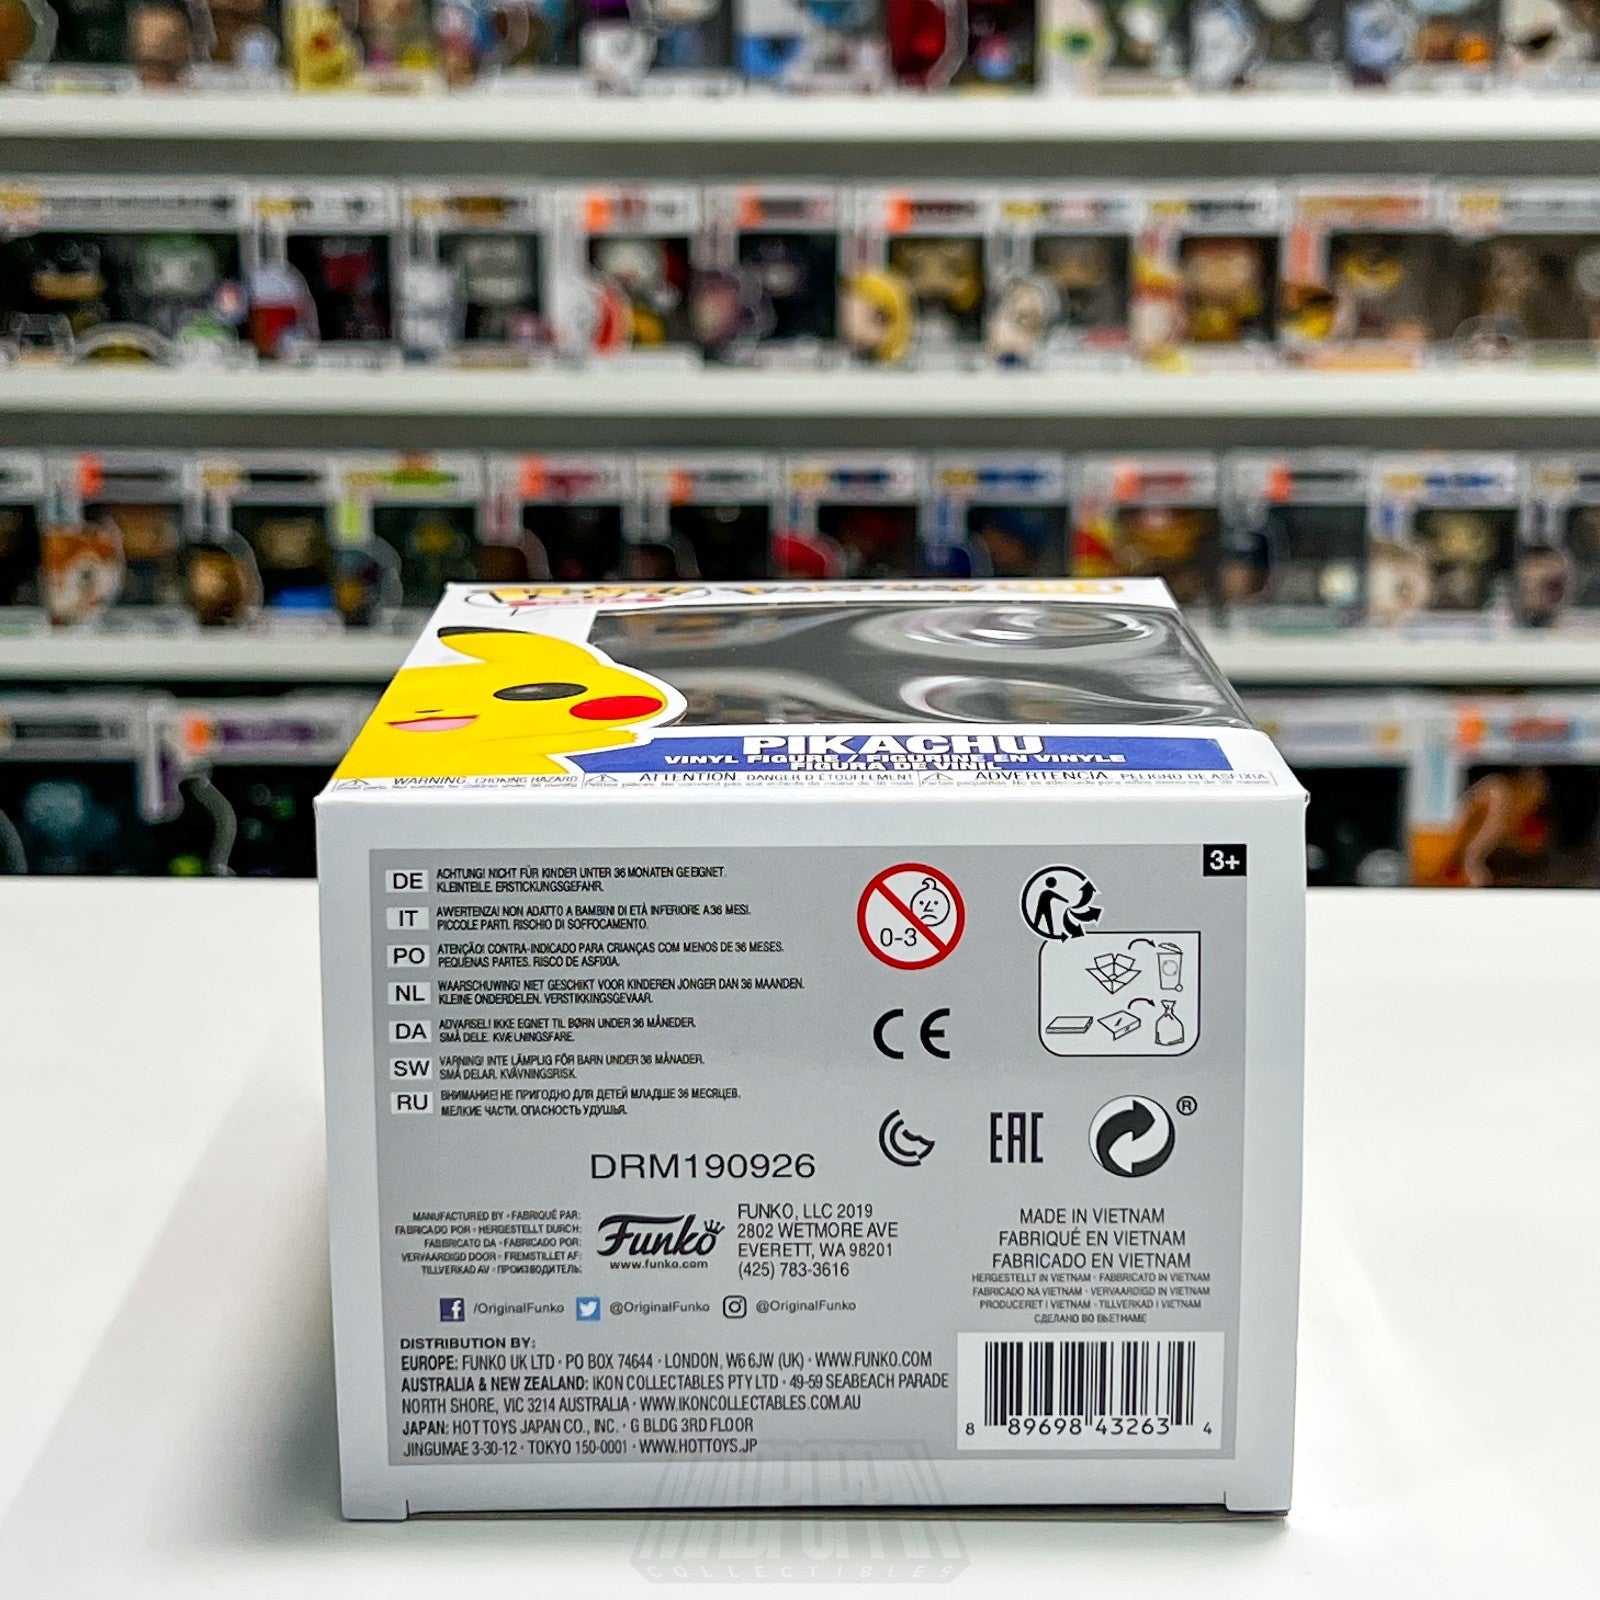 PIKACHU
VINYL FIGURE / FIGURINE EN VINYLE
FIGURA DE VINIL
WARNING CHOKING HAZARD ATTENTION DANGER D'ÉTOUFFEMENT ADVERTENCIA PELIGRO DE ASFIXIA
3+
DE ACHTUNG! NICHT FÜR KINDER UNTER 36 MONATEN GEEIGNET.
KLEINTEILE. ERSTICKUNGSGEFAHR.
IT AVVERTENZA! NON ADATTO A BAMBINI DI ETÀ INFERIORE A 36 MESI.
PICCOLE PARTI. RISCHIO DI SOFFOCAMENTO.
PO ATENÇÃO! CONTRA-INDICADO PARA CRIANÇAS COM MENOS DE 36 MESES.
PEQUENAS PARTES. RISCO DE ASFIXIA.
NL WAARSCHUWING! NIET GESCHIKT VOOR KINDEREN JONGER DAN 36 MAANDEN.
KLEINE ONDERDELEN. VERSTIKKINGSGEVAAR.
DA ADVARSEL! IKKE EGNET TIL BØRN UNDER 36 MÅNEDER.
SMÅ DELE. KVÆLNINGSFARE.
SW VARNING! INTE LÄMPLIG FÖR BARN UNDER 36 MÅNADER.
SMÅ DELAR. KVÄVNINGSRISK.
RU ВНИМАНИЕ! НЕ ПРИГОДНО ДЛЯ ДЕТЕЙ МЛАДШЕ 36 МЕСЯЦЕВ.
МЕЛКИЕ ЧАСТИ. ОПАСНОСТЬ УДУШЬЯ.
0-3
CE
EAC
®
DRM190926
MANUFACTURED BY • FABRIQUÉ PAR:
FABRICADO POR • HERGESTELLT DURCH:
FABBRICATO DA • FABRICADO POR:
VERVAARDIGD DOOR • FREMSTILLET AF:
TILLVERKAD AV • ПРОИЗВОДИТЕЛЬ:
Funko
www.funko.com
FUNKO, LLC 2019
2802 WETMORE AVE
EVERETT, WA 98201
(425) 783-3616
MADE IN VIETNAM
FABRIQUÉ EN VIETNAM
FABRICADO EN VIETNAM
HERGESTELLT IN VIETNAM • FABBRICATO IN VIETNAM
FABRICADO NA VIETNAM • VERVAARDIGD IN VIETNAM
PRODUCERET I VIETNAM • TILLVERKAD I VIETNAM
СДЕЛАНО ВО ВЬЕТНАМЕ
f /OriginalFunko @OriginalFunko @OriginalFunko
DISTRIBUTION BY:
EUROPE: FUNKO UK LTD • PO BOX 74644 • LONDON, W6 6JW (UK) • WWW.FUNKO.COM
AUSTRALIA & NEW ZEALAND: IKON COLLECTABLES PTY LTD • 49-59 SEABEACH PARADE
NORTH SHORE, VIC 3214 AUSTRALIA • WWW.IKONCOLLECTABLES.COM.AU
JAPAN: HOT TOYS JAPAN CO., INC. • G BLDG 3RD FLOOR
JINGUMAE 3-30-12 • TOKYO 150-0001 • WWW.HOTTOYS.JP
8 89698 43263 4
MADPOPPIN
COLLECTIBLES